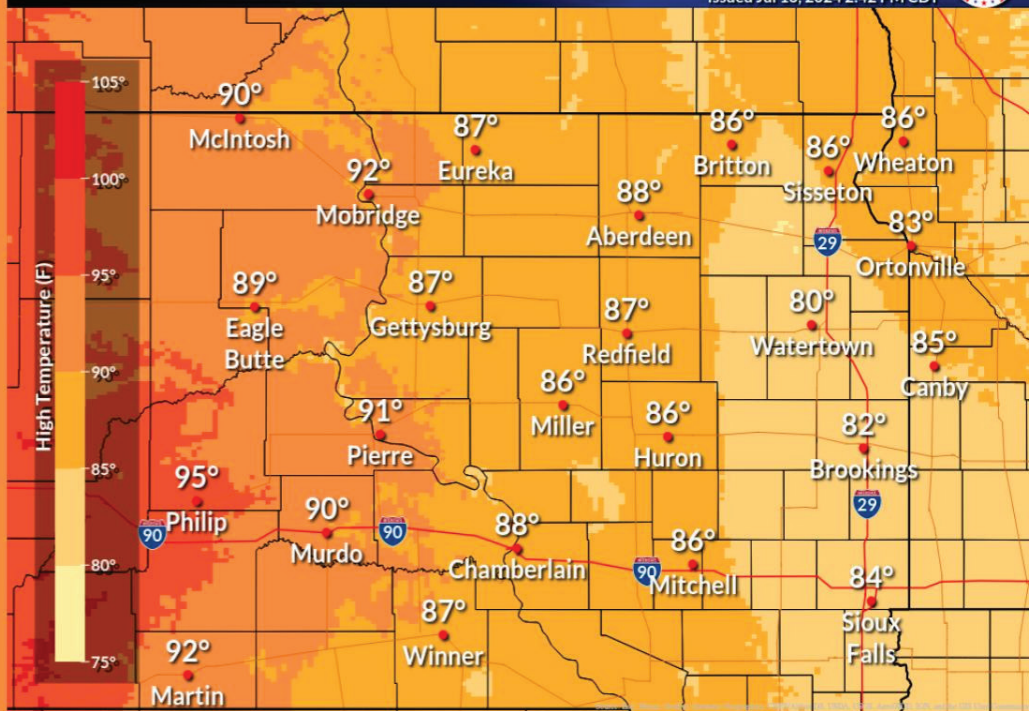 105°
100°
95°
90°
85°
80°
75°
High Temperature (F)
90°
McIntosh
87°
Eureka
92°
Mobridge
86°
Britton
86°
Sisseton
86°
Wheaton
88°
Aberdeen
83°
Ortonville
29
89°
Eagle
Butte
87°
Gettysburg
87°
Redfield
80°
Watertown
85°
Canby
86°
Miller
91°
Pierre
86°
Huron
82°
Brookings
29
95°
Philip
90
90°
Murdo
90
88°
Chamberlain
90
86°
Mitchell
84°
Sioux
Falls
87°
Winner
92°
Martin